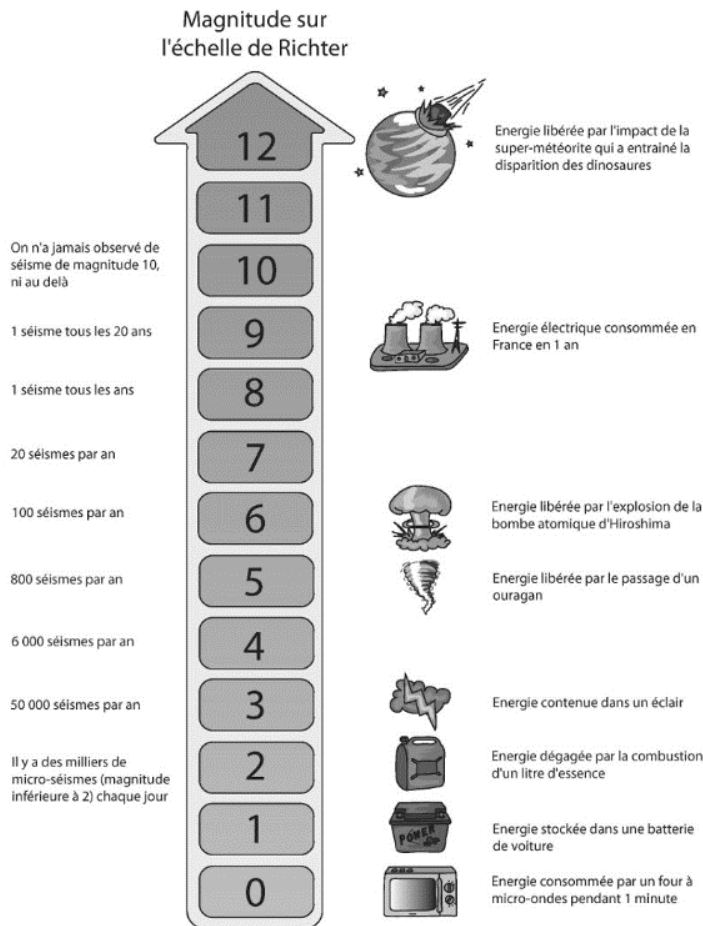 Magnitude sur
l'échelle de Richter
12
Energie libérée par l'impact de la
super-météorite qui a entrainé la
disparition des dinosaures
11
On n'a jamais observé de
séisme de magnitude 10,
ni au delà
10
1 séisme tous les 20 ans
9
Energie électrique consommée en
France en 1 an
1 séisme tous les ans
8
20 séismes par an
7
100 séismes par an
6
Energie libérée par l'explosion de la
bombe atomique d'Hiroshima
800 séismes par an
5
Energie libérée par le passage d'un
ouragan
6 000 séismes par an
4
50 000 séismes par an
3
Energie contenue dans un éclair
Il y a des milliers de
micro-séismes (magnitude
inférieure à 2) chaque jour
2
Energie dégagée par la combustion
d'un litre d'essence
1
POWER
Energie stockée dans une batterie
de voiture
0
Energie consommée par un four à
micro-ondes pendant 1 minute